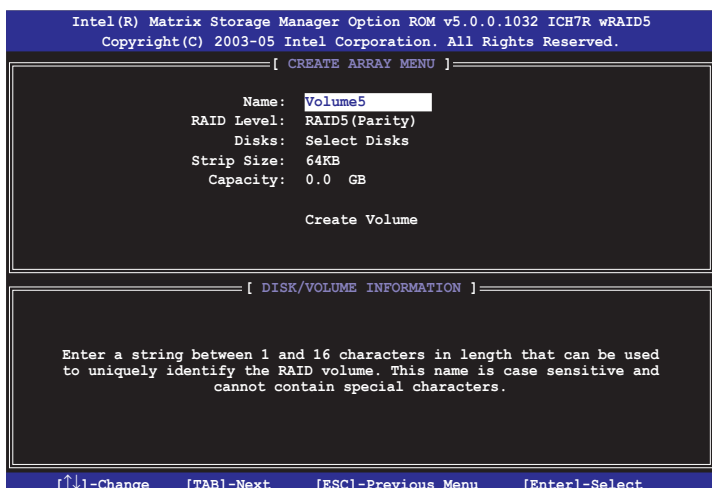 Intel(R) Matrix Storage Manager Option ROM v5.0.0.1032 ICH7R wRAID5
Copyright(C) 2003-05 Intel Corporation. All Rights Reserved.
[ CREATE ARRAY MENU ]
Name: Volume5
RAID Level: RAID5(Parity)
Disks: Select Disks
Strip Size: 64KB
Capacity: 0.0 GB
Create Volume
[ DISK/VOLUME INFORMATION ]
Enter a string between 1 and 16 characters in length that can be used
to uniquely identify the RAID volume. This name is case sensitive and
cannot contain special characters.
[↑↓]-Change [TAB]-Next [ESC]-Previous Menu [Enter]-Select